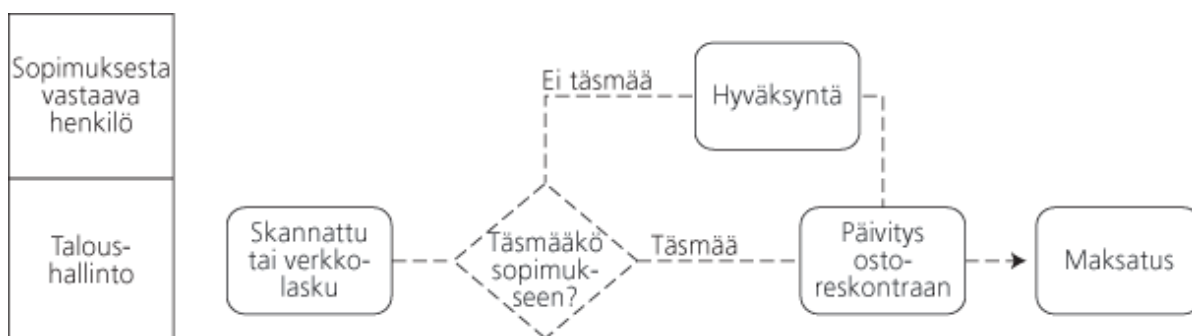 Sopimuksesta
vastaava
henkilö
Ei täsmää
Hyväksyntä
Talous-
hallinto
Skannattu
tai verkko-
lasku
Täsmääkö
sopimuk-
seen?
Täsmää
Päivitys
osto-
reskontraan
Maksatus